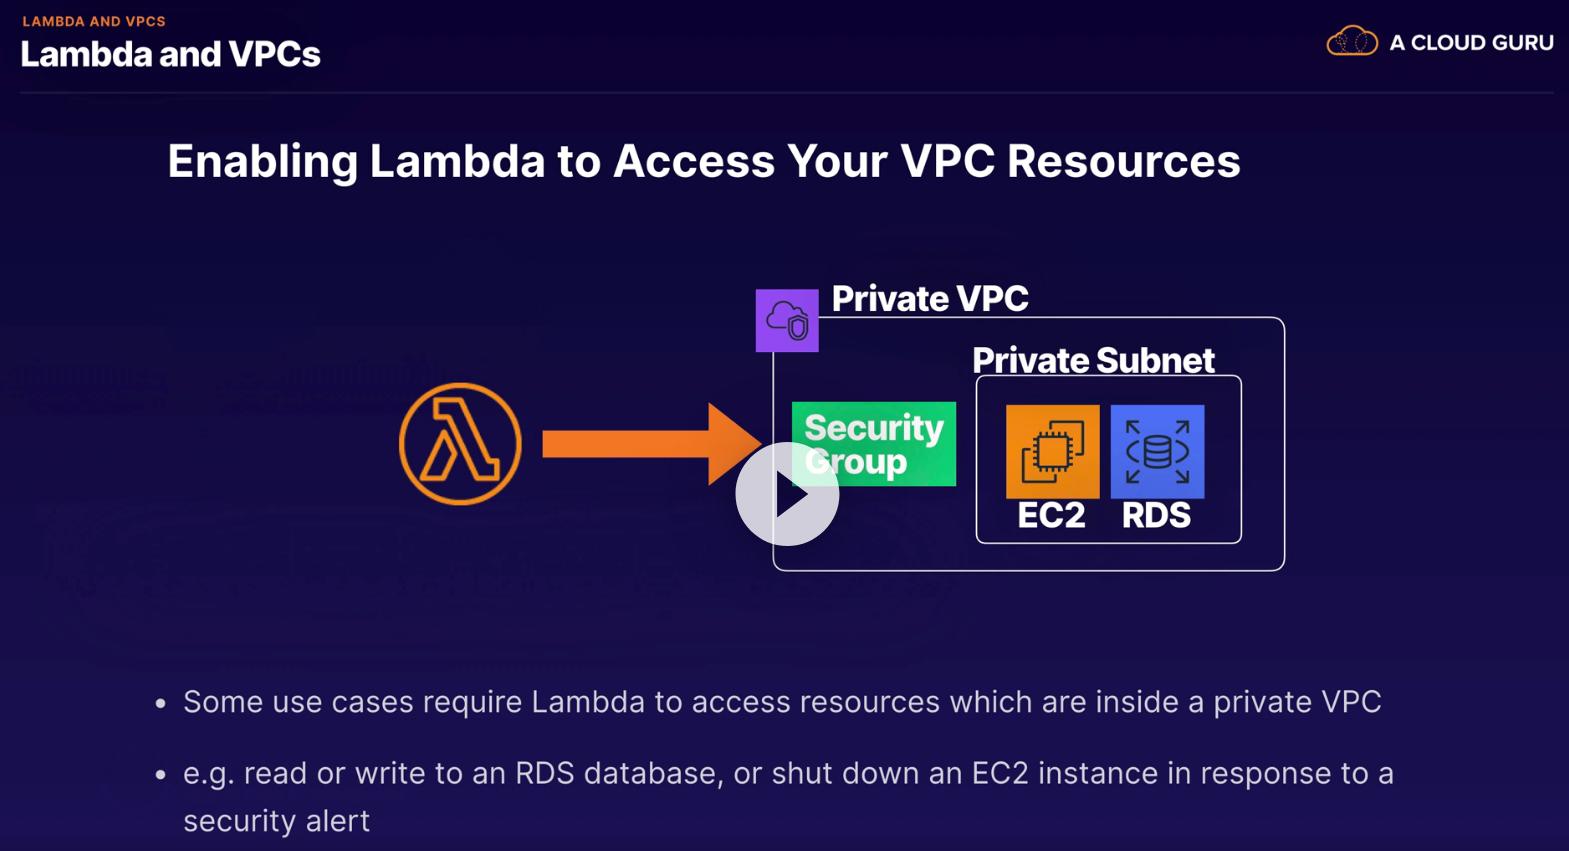 LAMBDA AND VPCS
Lambda and VPCs
A CLOUD GURU
Enabling Lambda to Access Your VPC Resources
Private VPC
Private Subnet
Security
Group
EC2 RDS
• Some use cases require Lambda to access resources which are inside a private VPC
• e.g. read or write to an RDS database, or shut down an EC2 instance in response to a
security alert